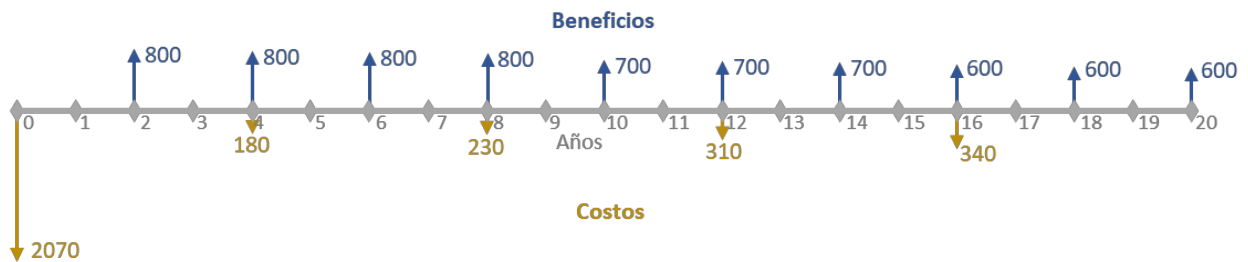 Beneficios
800 800 800 800 700 700 700 600 600 600
0 1 2 3 4 5 6 7 8 9 10 11 12 13 14 15 16 17 18 19 20
180 230 Años 310 340
Costos
2070